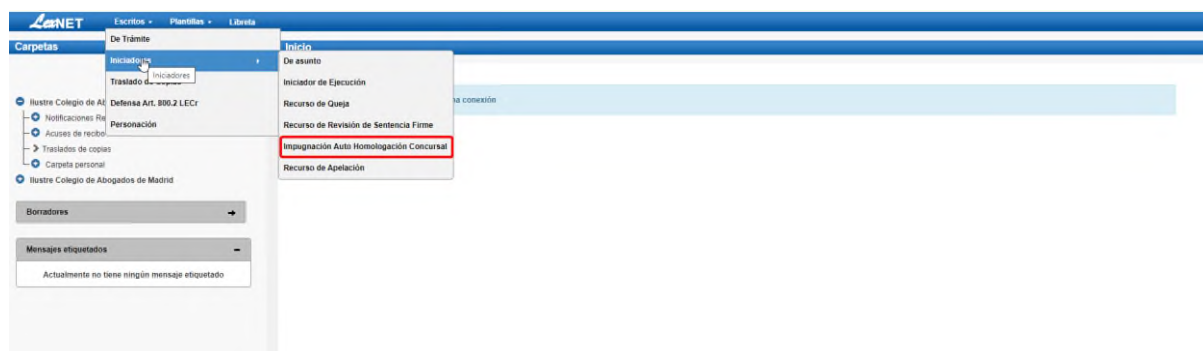 LexNET Escritos Plantillas Libreta
Carpetas
Inicio
De Trámite
Iniciadores
Iniciadores
Traslado de Copias
Defensa Art. 800.2 LECr
Personación
De asunto
Iniciador de Ejecución
Recurso de Queja
Recurso de Revisión de Sentencia Firme
Impugnación Auto Homologación Concursal
Recurso de Apelación
conexión
Ilustre Colegio de
Notificaciones
Acuses de recibo
Traslados de copias
Carpeta personal
Ilustre Colegio de Abogados de Madrid
Borradores
Mensajes etiquetados
Actualmente no tiene ningún mensaje etiquetado